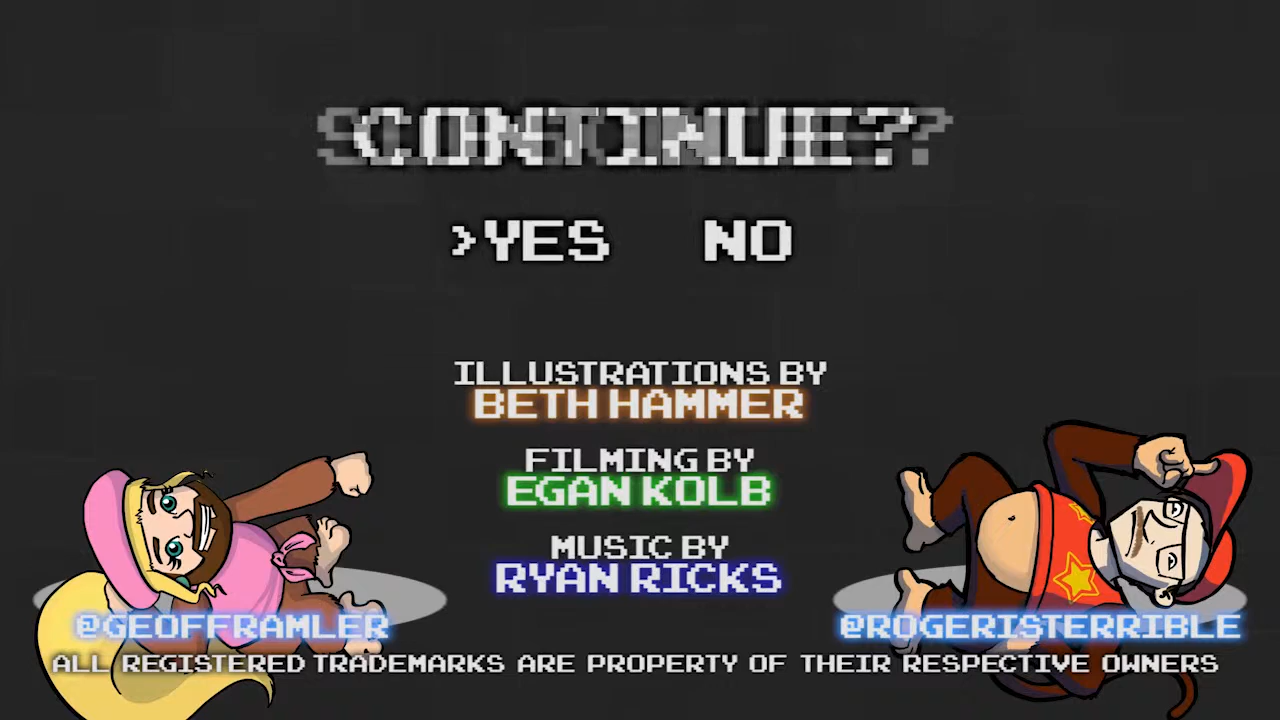 CONTINUE?
>YES NO
ILLUSTRATIONS BY
BETH HAMMER
FILMING BY
EGAN KOLB
MUSIC BY
RYAN RICKS
@GEOFFRAMLER
@ROGERISTERRIBLE
ALL REGISTERED TRADEMARKS ARE PROPERTY OF THEIR RESPECTIVE OWNERS